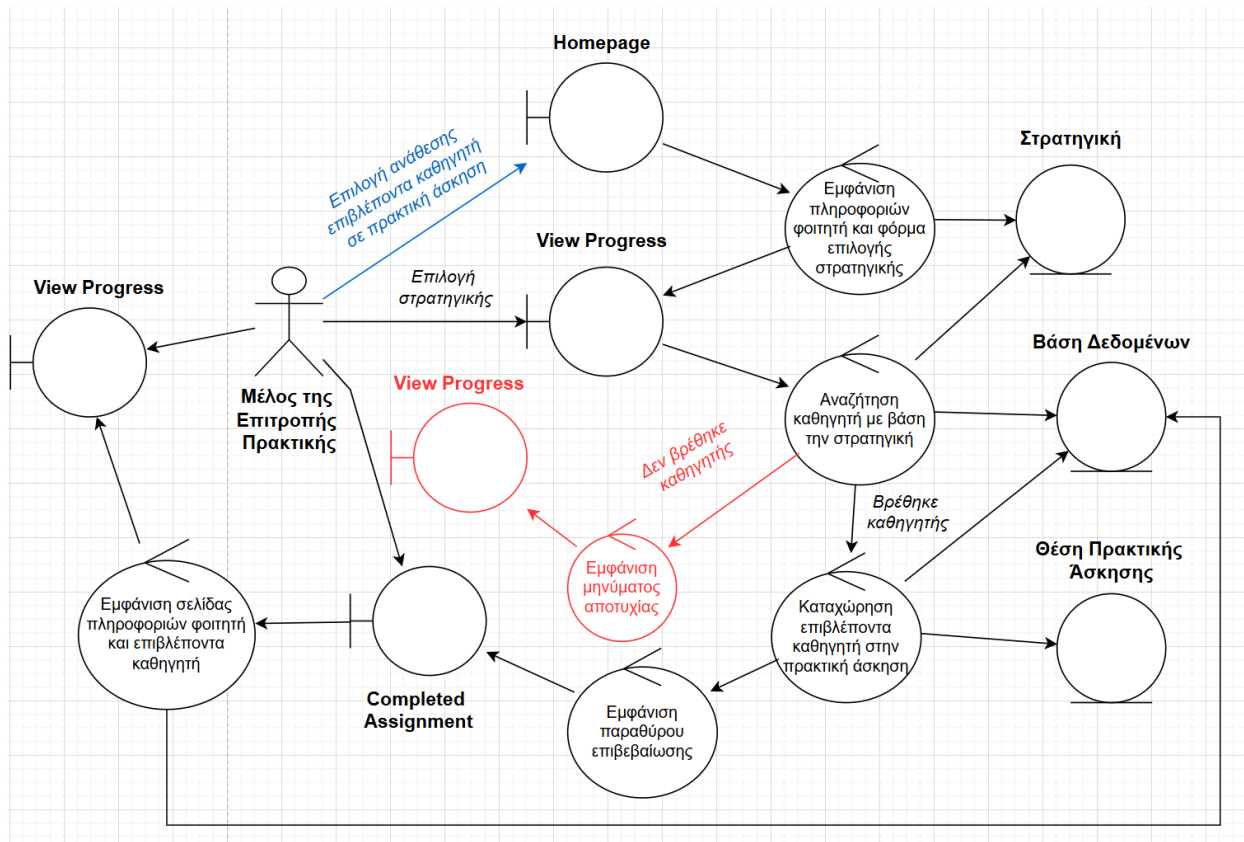 Homepage
Επιλογή ανάθεσης
επιβλέποντα καθηγητή
σε πρακτική άσκηση
Στρατηγική
Εμφάνιση
πληροφοριών
φοιτητή και φόρμα
επιλογής
στρατηγικής
View Progress
Επιλογή
στρατηγικής
View Progress
Βάση Δεδομένων
View Progress
Μέλος της
Επιτροπής
Πρακτικής
Αναζήτηση
καθηγητή με βάση
την στρατηγική
Δεν βρέθηκε
καθηγητής
Βρέθηκε
καθηγητής
Θέση Πρακτικής
Άσκησης
Εμφάνιση
μηνύματος
αποτυχίας
Εμφάνιση σελίδας
πληροφοριών φοιτητή
και επιβλέποντα
καθηγητή
Καταχώρηση
επιβλέποντα
καθηγητή στην
πρακτική άσκηση
Completed
Assignment
Εμφάνιση
παραθύρου
επιβεβαίωσης